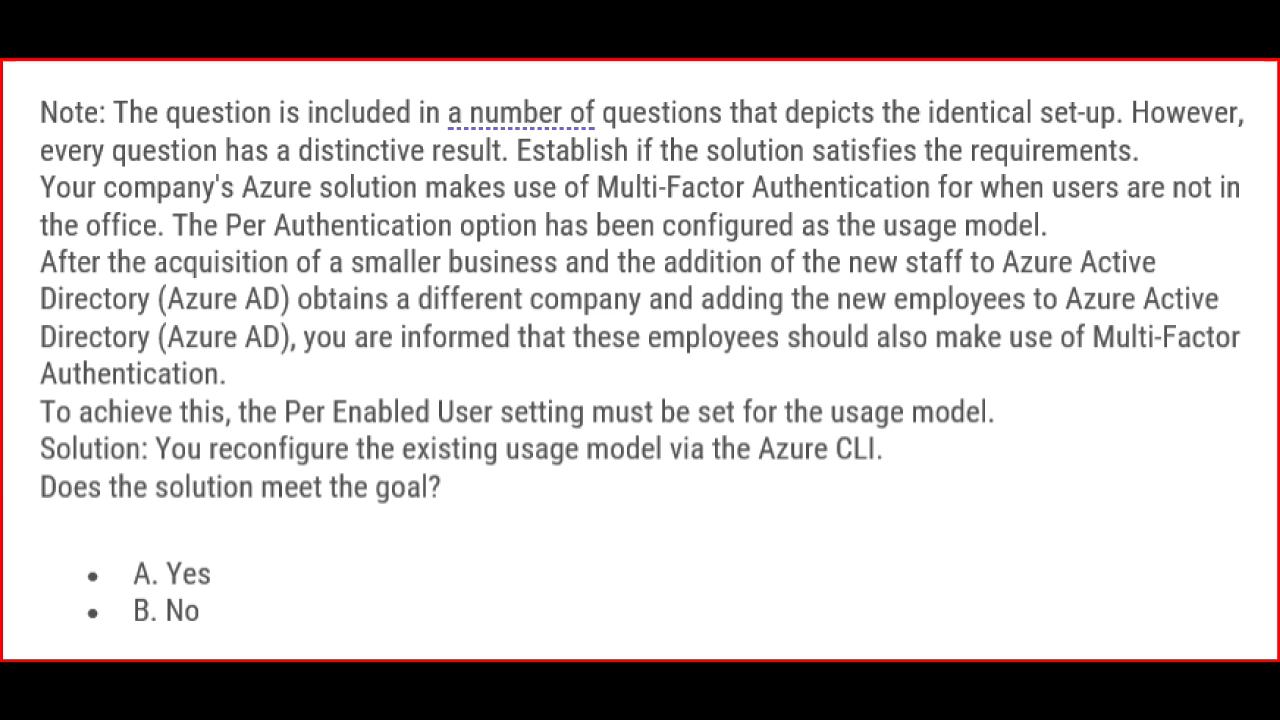 Note: The question is included in a number of questions that depicts the identical set-up. However,
every question has a distinctive result. Establish if the solution satisfies the requirements.
Your company's Azure solution makes use of Multi-Factor Authentication for when users are not in
the office. The Per Authentication option has been configured as the usage model.
After the acquisition of a smaller business and the addition of the new staff to Azure Active
Directory (Azure AD) obtains a different company and adding the new employees to Azure Active
Directory (Azure AD), you are informed that these employees should also make use of Multi-Factor
Authentication.
To achieve this, the Per Enabled User setting must be set for the usage model.
Solution: You reconfigure the existing usage model via the Azure CLI.
Does the solution meet the goal?
• A. Yes
• B. No